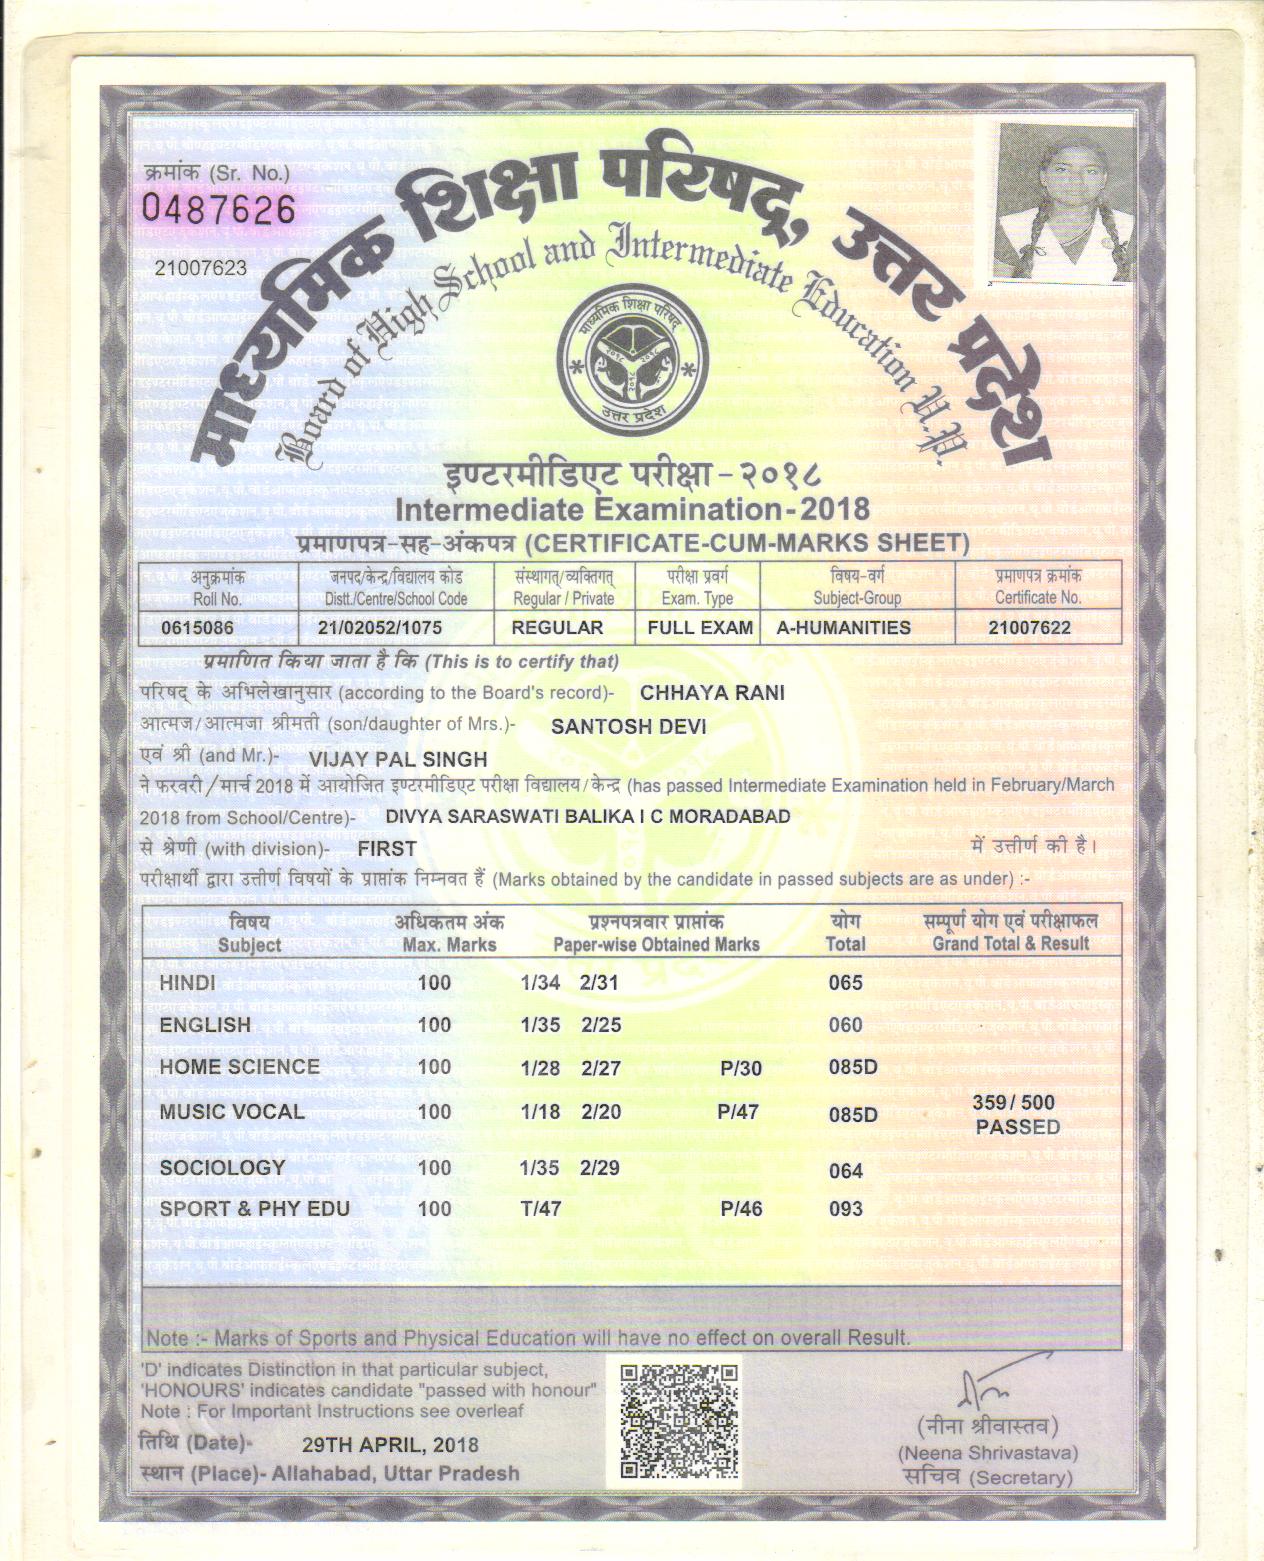 क्रमांक (Sr. No.)
0487626
21007623
माध्यमिक शिक्षा परिषद्, उत्तर प्रदेश
Board of High School and Intermediate Education U.P.
माध्यमिक शिक्षा परिषद्
२०१८ २०१८
२०१८
उत्तर प्रदेश
इण्टरमीडिएट परीक्षा - २०१८
Intermediate Examination-2018
प्रमाणपत्र-सह-अंकपत्र (CERTIFICATE-CUM-MARKS SHEET)
अनुक्रमांक जनपद/केन्द्र/विद्यालय कोड संस्थागत्/व्यक्तिगत् परीक्षा प्रवर्ग विषय-वर्ग प्रमाणपत्र क्रमांक
Roll No. Distt./Centre/School Code Regular / Private Exam. Type Subject-Group Certificate No.
0615086 21/02052/1075 REGULAR FULL EXAM A-HUMANITIES 21007622
प्रमाणित किया जाता है कि (This is to certify that)
परिषद् के अभिलेखानुसार (according to the Board's record)- CHHAYA RANI
आत्मज/आत्मजा श्रीमती (son/daughter of Mrs.)- SANTOSH DEVI
एवं श्री (and Mr.)- VIJAY PAL SINGH
ने फरवरी/मार्च 2018 में आयोजित इण्टरमीडिएट परीक्षा विद्यालय/केन्द्र (has passed Intermediate Examination held in February/March
2018 from School/Centre)- DIVYA SARASWATI BALIKA I C MORADABAD
से श्रेणी (with division)- FIRST में उत्तीर्ण की है।
परीक्षार्थी द्वारा उत्तीर्ण विषयों के प्राप्तांक निम्नवत हैं (Marks obtained by the candidate in passed subjects are as under) :-
विषय अधिकतम अंक प्रश्नपत्रवार प्राप्तांक योग सम्पूर्ण योग एवं परीक्षाफल
Subject Max. Marks Paper-wise Obtained Marks Total Grand Total & Result
HINDI 100 1/34 2/31 065
ENGLISH 100 1/35 2/25 060
HOME SCIENCE 100 1/28 2/27 P/30 085D
MUSIC VOCAL 100 1/18 2/20 P/47 085D 359/ 500
PASSED
SOCIOLOGY 100 1/35 2/29 064
SPORT & PHY EDU 100 T/47 P/46 093
Note :- Marks of Sports and Physical Education will have no effect on overall Result.
'D' indicates Distinction in that particular subject,
'HONOURS' indicates candidate "passed with honour"
Note : For Important Instructions see overleaf
तिथि (Date)- 29TH APRIL, 2018
स्थान (Place)- Allahabad, Uttar Pradesh
(नीना श्रीवास्तव)
(Neena Shrivastava)
सचिव (Secretary)